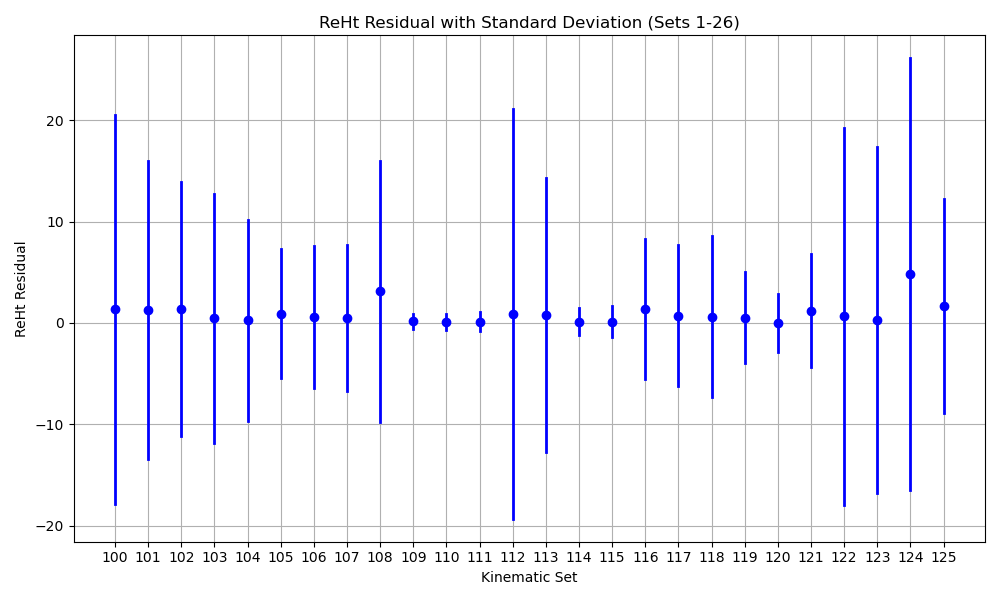 ReHt Residual with Standard Deviation (Sets 1-26)
ReHt Residual
20
10
0
−10
−20
100 101 102 103 104 105 106 107 108 109 110 111 112 113 114 115 116 117 118 119 120 121 122 123 124 125
Kinematic Set